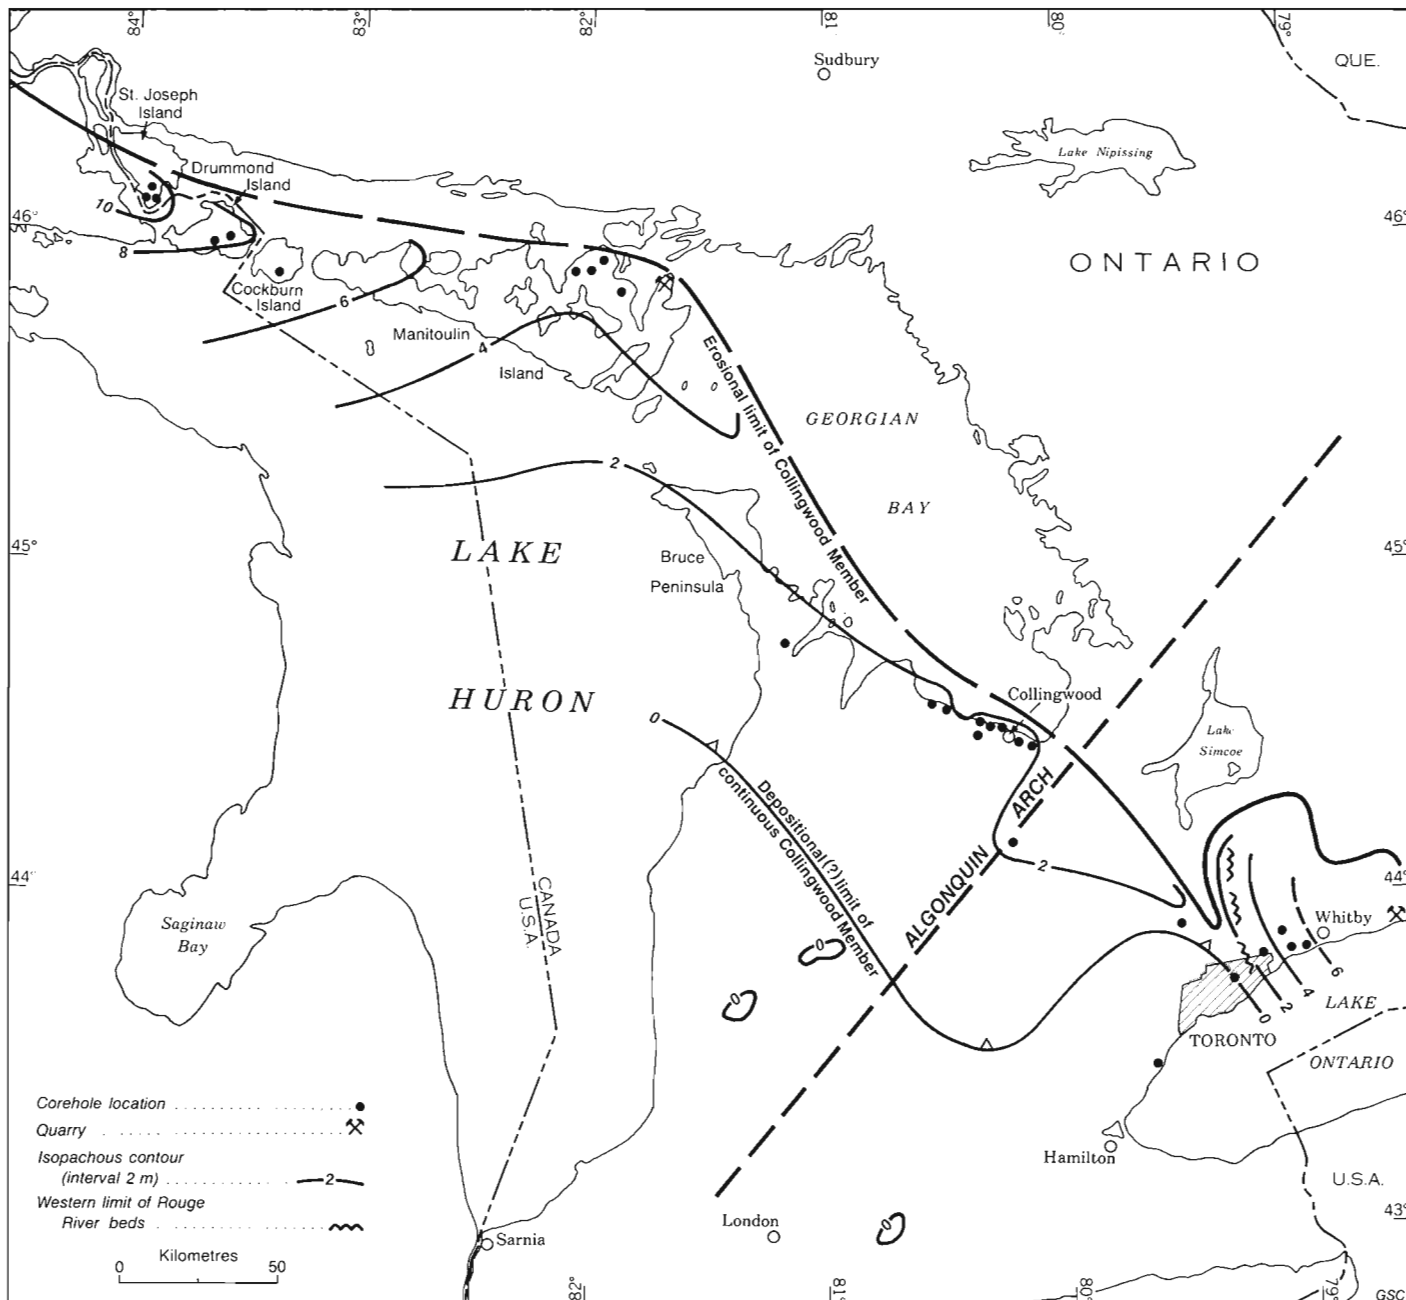 84°
83°
82°
81°
80°
79°
Sudbury
QUE.
St. Joseph
Island
Lake Nipissing
Drummond
Island
10
46°
46°
8
ONTARIO
Cockburn
Island
6
Manitoulin
Island
4
Erosional limit of Collingwood Member
GEORGIAN
BAY
2
45°
45°
LAKE
HURON
Bruce
Peninsula
Collingwood
Lake
Simcoe
0
Depositional(?) limit of
continuous Collingwood Member
ALGONQUIN ARCH
2
44°
44°
CANADA
U.S.A.
Saginaw
Bay
Whitby
6
4
2
0
LAKE
ONTARIO
TORONTO
0
0
Hamilton
U.S.A.
43°
London
0
Sarnia
Corehole location
Quarry
Isopachous contour
(interval 2 m) 2
Western limit of Rouge
River beds
Kilometres
0 50
82°
81°
80°
79°
GSC